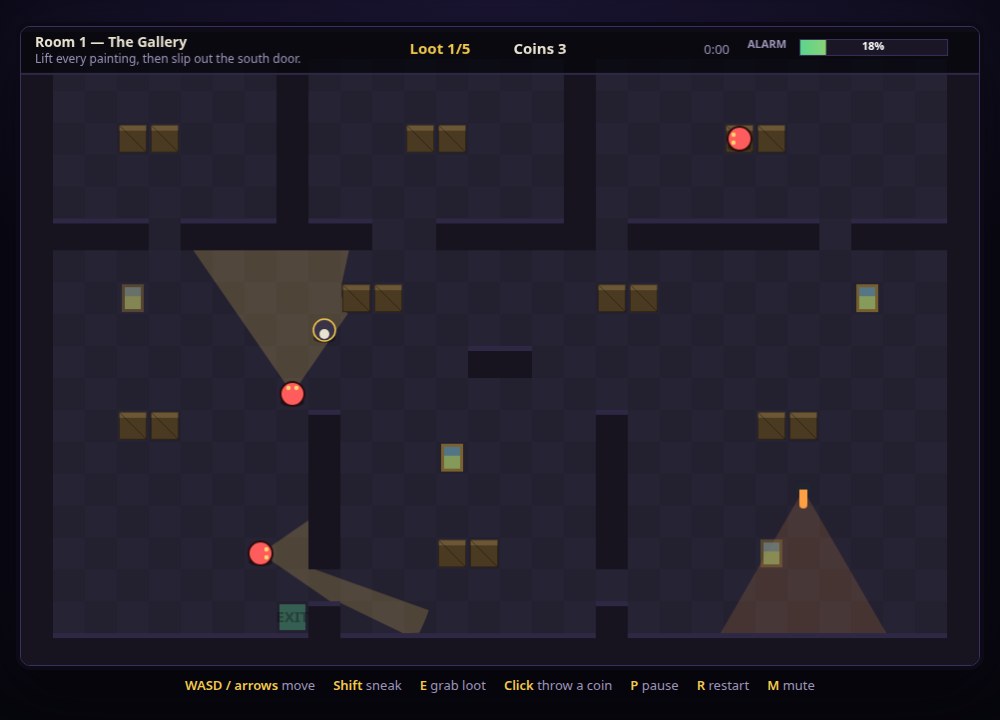 Room 1 — The Gallery
Lift every painting, then slip out the south door.
Loot 1/5
Coins 3
0:00
ALARM
18%
EXIT
WASD / arrows move Shift sneak E grab loot Click throw a coin P pause R restart M mute